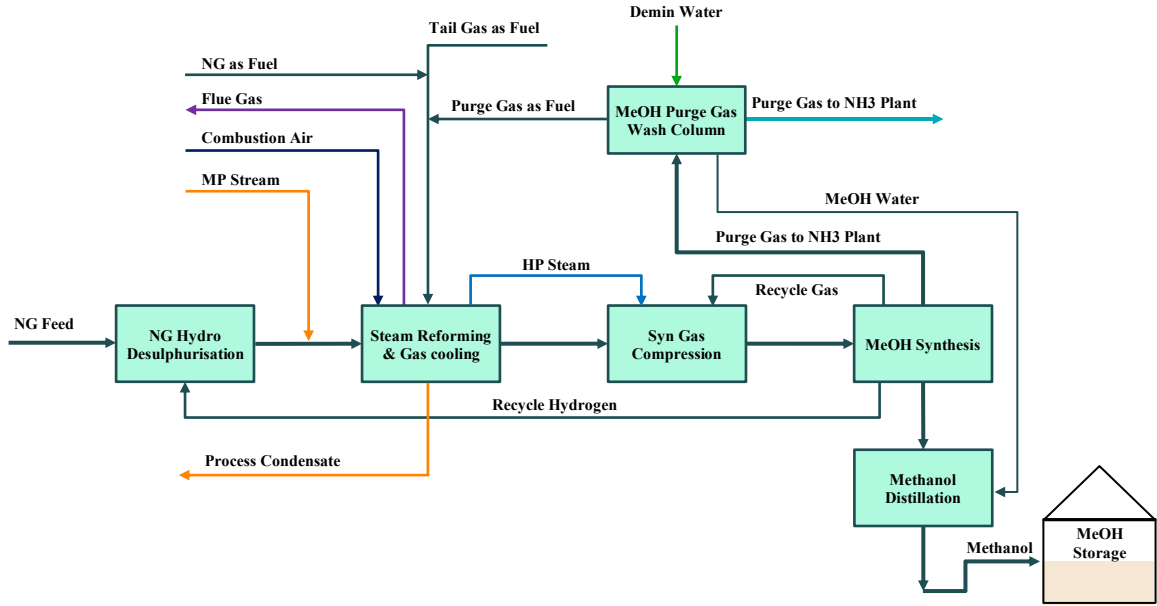 Demin Water
Tail Gas as Fuel
NG as Fuel
Flue Gas
Purge Gas as Fuel
MeOH Purge Gas
Wash Column
Purge Gas to NH3 Plant
Combustion Air
MP Stream
MeOH Water
Purge Gas to NH3 Plant
HP Steam
Recycle Gas
NG Feed
NG Hydro
Desulphurisation
Steam Reforming
& Gas cooling
Syn Gas
Compression
MeOH Synthesis
Recycle Hydrogen
Process Condensate
Methanol
Distillation
Methanol
MeOH
Storage